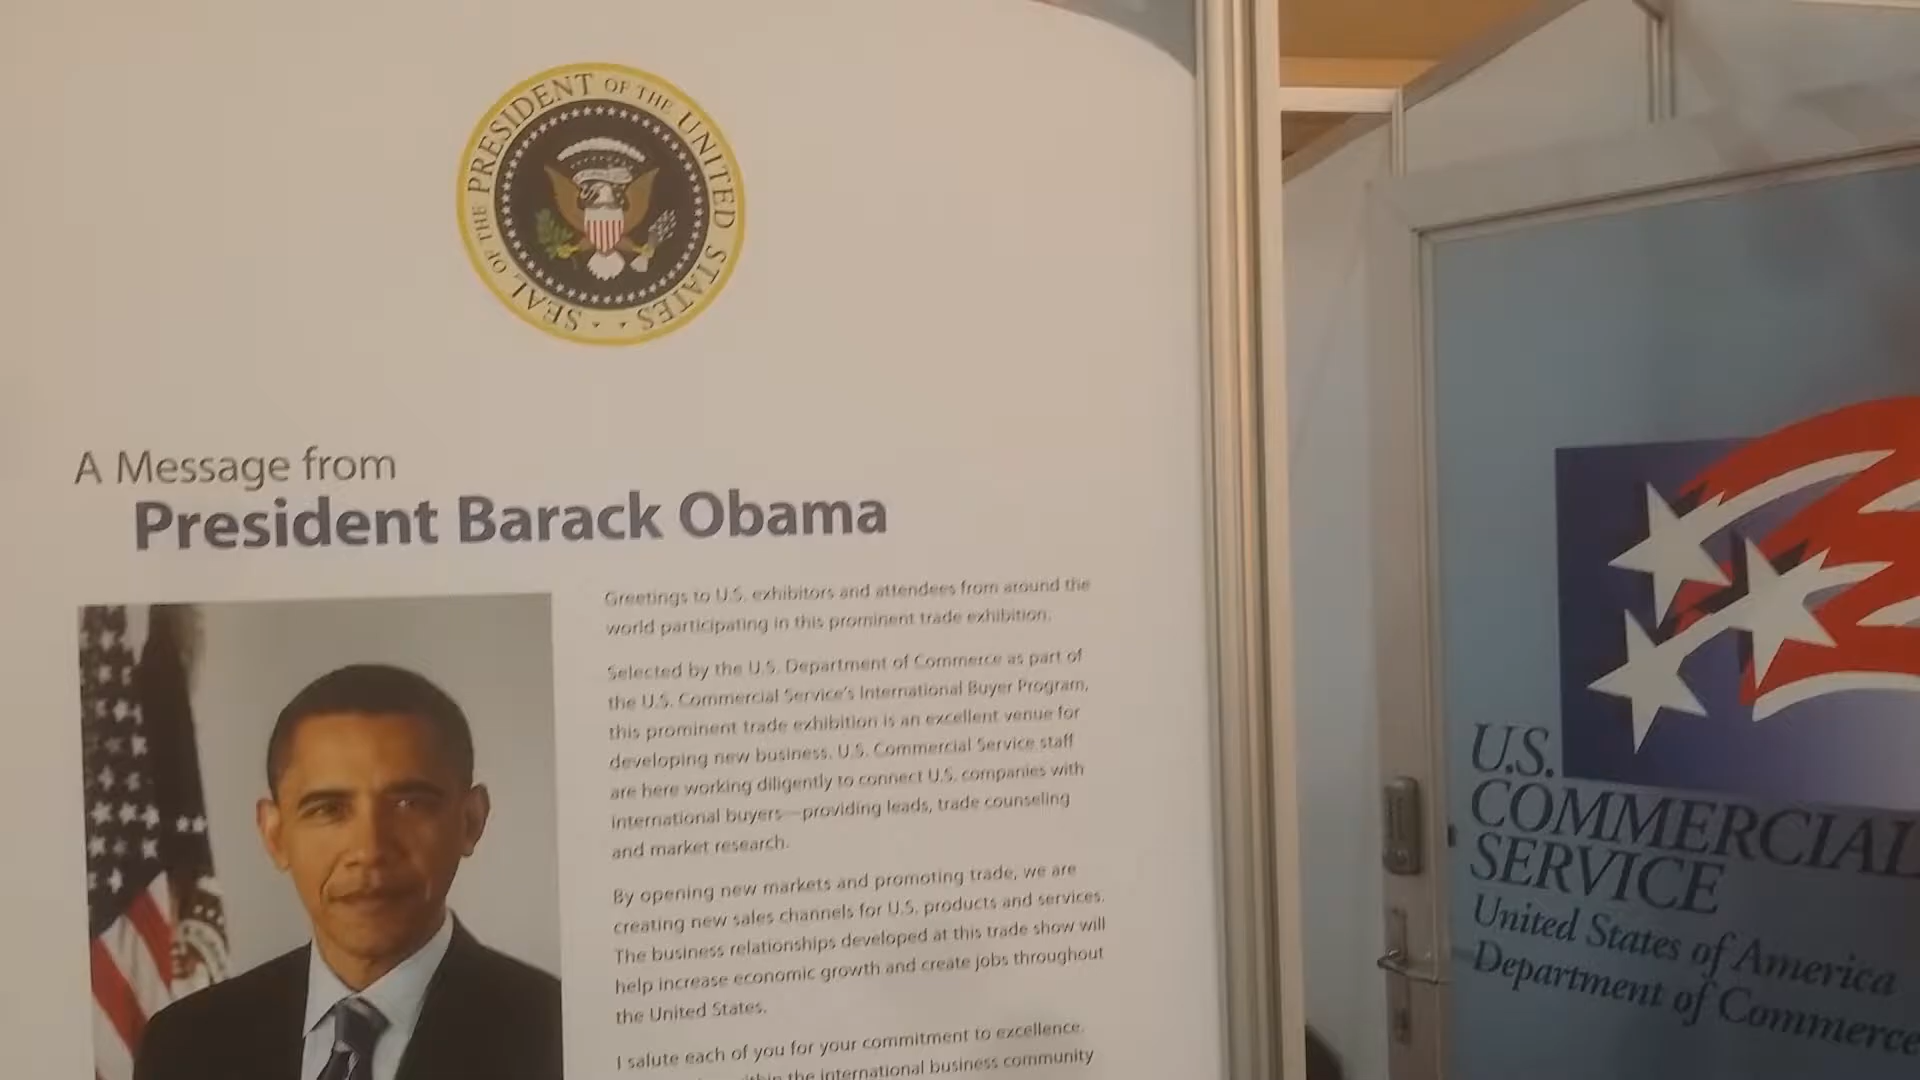 SEAL OF THE PRESIDENT OF THE UNITED STATES
A Message from
President Barack Obama
Greetings to U.S. exhibitors and attendees from around the
world participating in this prominent trade exhibition.
Selected by the U.S. Department of Commerce as part of
the U.S. Commercial Service's International Buyer Program,
this prominent trade exhibition is an excellent venue for
developing new business. U.S. Commercial Service staff
are here working diligently to connect U.S. companies with
international buyers—providing leads, trade counseling
and market research.
By opening new markets and promoting trade, we are
creating new sales channels for U.S. products and services.
The business relationships developed at this trade show will
help increase economic growth and create jobs throughout
the United States.
I salute each of you for your commitment to excellence.
the international business community
U.S.
COMMERCIAL
SERVICE
United States of America
Department of Commerce